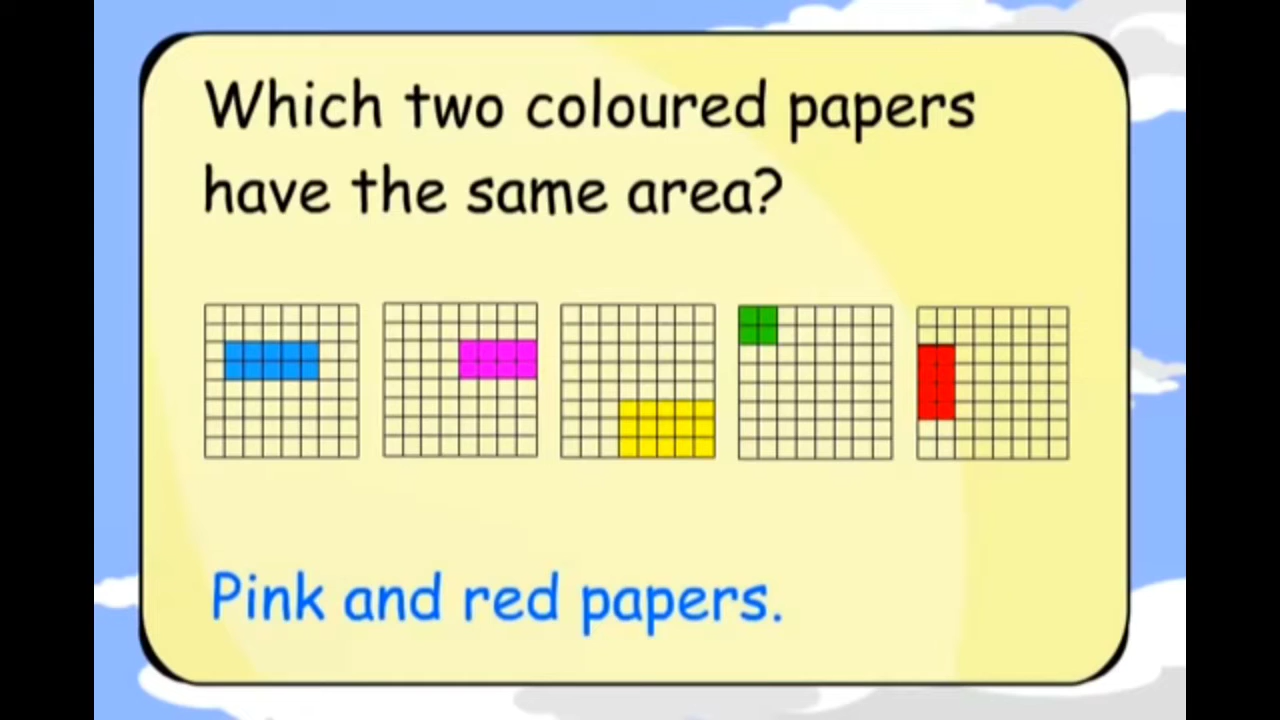 Which two coloured papers
have the same area?
Pink and red papers.